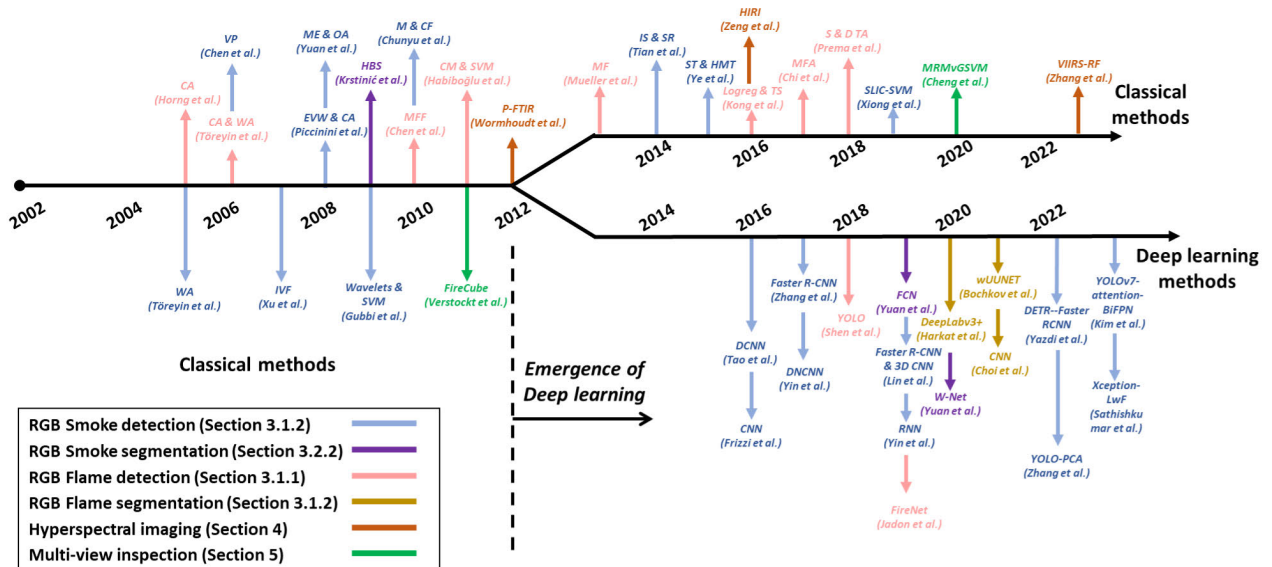 VP
(Chen et al.)
ME & OA
(Yuan et al.)
M & CF
(Chunyu et al.)
HIRI
(Zeng et al.)
CA
(Horng et al.)
CA & WA
(Töreyin et al.)
EVW & CA
(Piccinini et al.)
HBS
(Krstinić et al.)
MFF
(Chen et al.)
CM & SVM
(Habiboğlu et al.)
P-FTIR
(Wormhoudt et al.)
MF
(Mueller et al.)
IS & SR
(Tian et al.)
ST & HMT
(Ye et al.)
Logreg & TS
(Kong et al.)
MFA
(Chi et al.)
S & D TA
(Prema et al.)
SLIC-SVM
(Xiong et al.)
MRMvGSVM
(Cheng et al.)
VIIRS-RF
(Zhang et al.)
Classical
methods
2014
2016
2018
2020
2022
2002
2004
2006
2008
2010
2012
2014
2016
2018
2020
2022
Deep learning
methods
WA
(Töreyin et al.)
IVF
(Xu et al.)
Wavelets &
SVM
(Gubbi et al.)
FireCube
(Verstockt et al.)
Classical methods
Emergence of
Deep learning
DCNN
(Tao et al.)
CNN
(Frizzi et al.)
Faster R-CNN
(Zhang et al.)
DNCNN
(Yin et al.)
YOLO
(Shen et al.)
FCN
(Yuan et al.)
Faster R-CNN
& 3D CNN
(Lin et al.)
RNN
(Yin et al.)
FireNet
(Jadon et al.)
DeepLabv3+
(Harkat et al.)
W-Net
(Yuan et al.)
wUUNET
(Bochkov et al.)
CNN
(Choi et al.)
DETR--Faster
RCNN
(Yazdi et al.)
YOLO-PCA
(Zhang et al.)
YOLOv7-
attention-
BiFPN
(Kim et al.)
Xception-
LwF
(Sathishku
mar et al.)
RGB Smoke detection (Section 3.1.2)
RGB Smoke segmentation (Section 3.2.2)
RGB Flame detection (Section 3.1.1)
RGB Flame segmentation (Section 3.1.2)
Hyperspectral imaging (Section 4)
Multi-view inspection (Section 5)